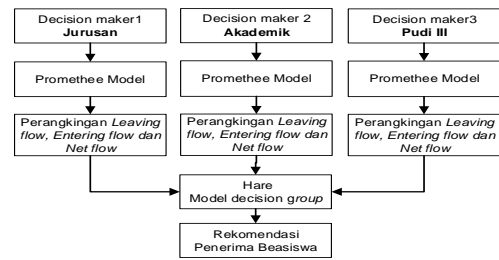 Decision maker1
Jurusan
Decision maker 2
Akademik
Decision maker3
Pudi III
Promethee Model
Promethee Model
Promethee Model
Perangkingan Leaving
flow, Entering flow dan
Net flow
Perangkingan Leaving
flow, Entering flow dan
Net flow
Perangkingan Leaving
flow, Entering flow dan
Net flow
Hare
Model decision group
Rekomendasi
Penerima Beasiswa